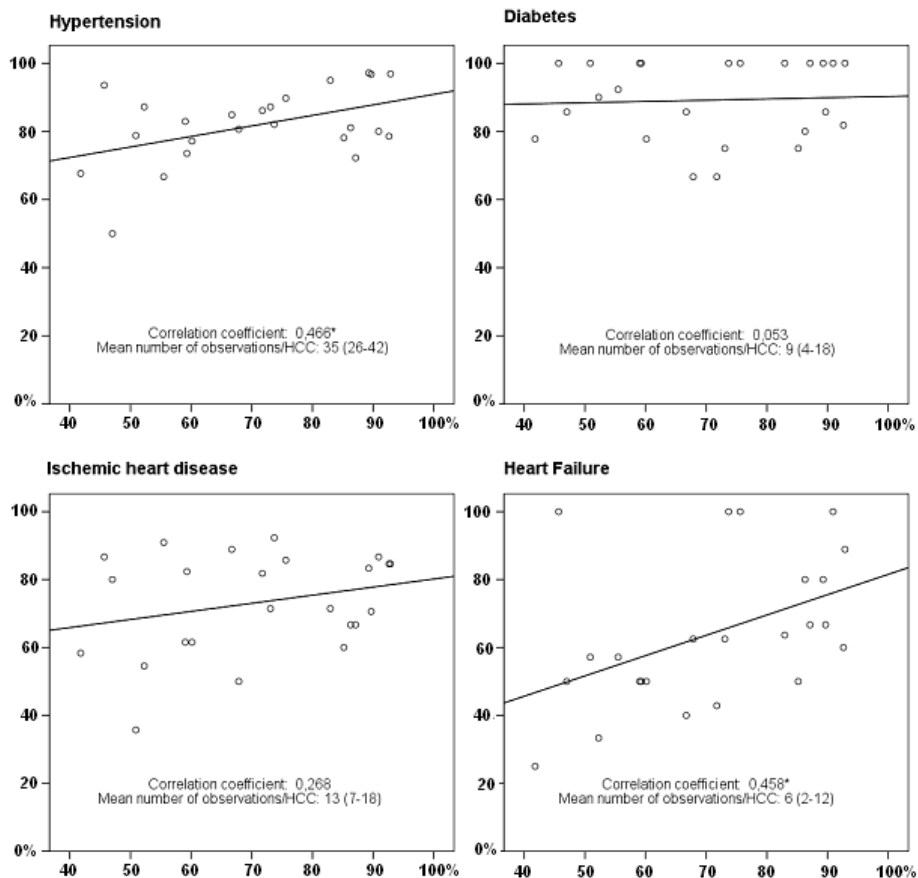 Hypertension
100
80
60
40
20
0%
Correlation coefficient: 0,466*
Mean number of observations/HCC: 35 (26-42)
40 50 60 70 80 90 100%
Diabetes
100
80
60
40
20
0%
Correlation coefficient: 0,053
Mean number of observations/HCC: 9 (4-18)
40 50 60 70 80 90 100%
Ischemic heart disease
100
80
60
40
20
0%
Correlation coefficient: 0,268
Mean number of observations/HCC: 13 (7-18)
40 50 60 70 80 90 100%
Heart Failure
100
80
60
40
20
0%
Correlation coefficient: 0,458*
Mean number of observations/HCC: 6 (2-12)
40 50 60 70 80 90 100%